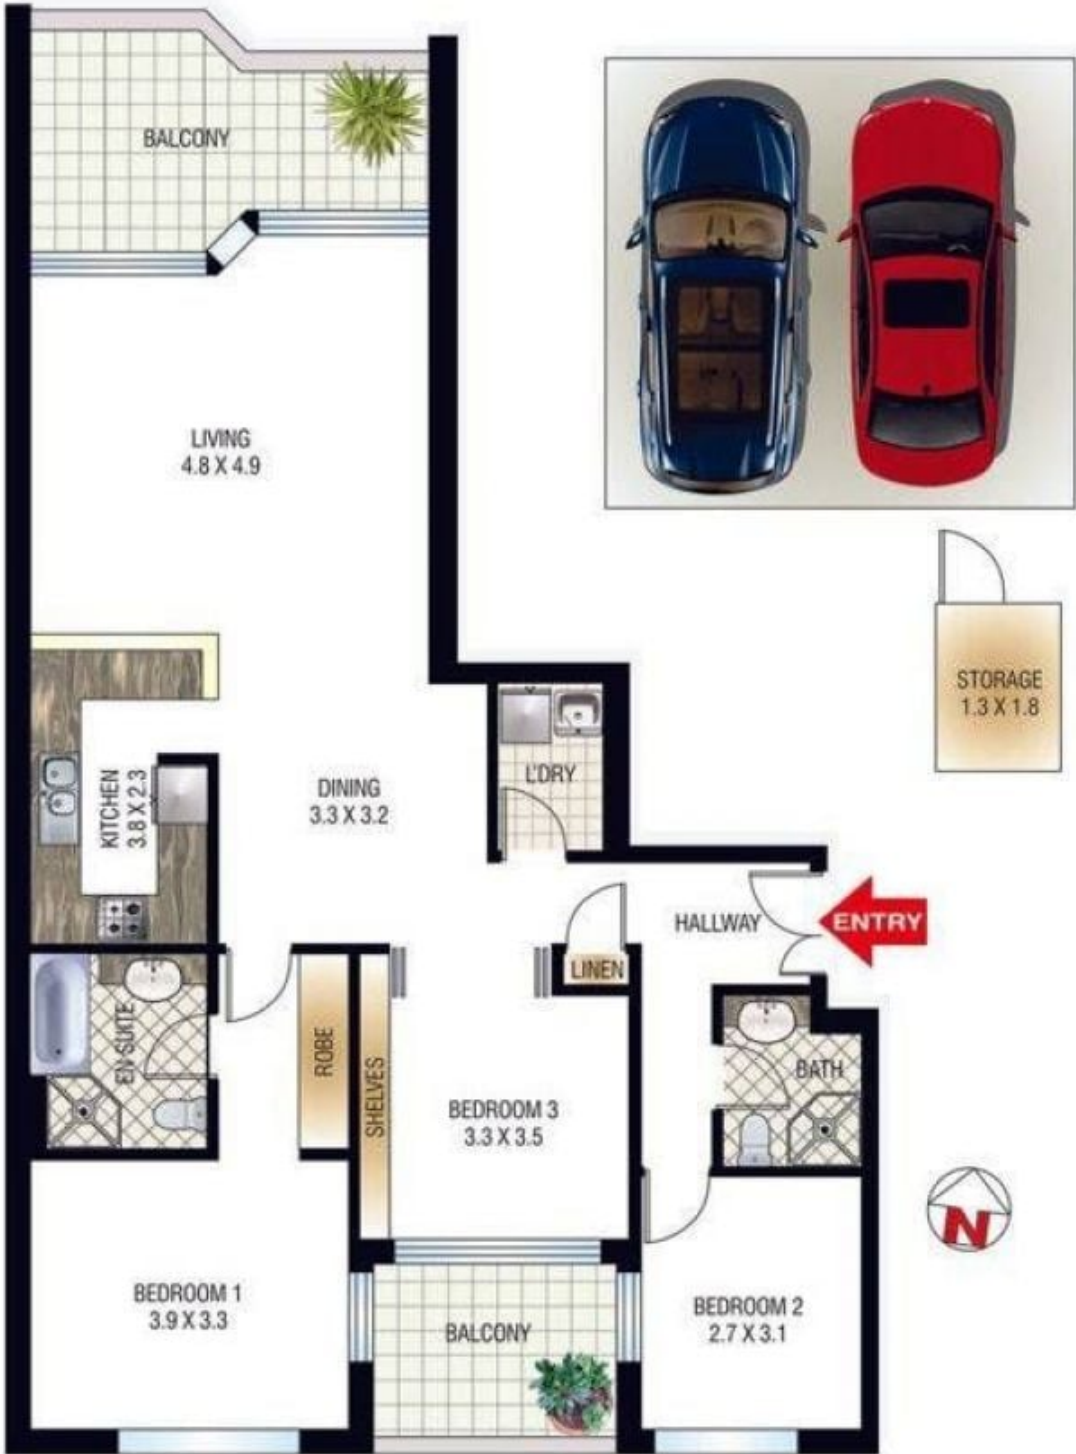 BALCONY
LIVING
4.8 X 4.9
STORAGE
1.3 X 1.8
KITCHEN
3.8 X 2.3
DINING
3.3 X 3.2
L'DRY
HALLWAY
ENTRY
LINEN
EN SUITE
ROBE
SHELVES
BEDROOM 3
3.3 X 3.5
BATH
N
BEDROOM 1
3.9 X 3.3
BALCONY
BEDROOM 2
2.7 X 3.1